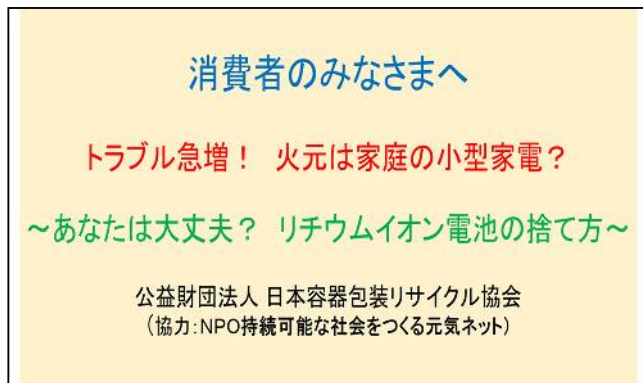 消費者のみなさまへ
トラブル急増！ 火元は家庭の小型家電？
～あなたは大丈夫？ リチウムイオン電池の捨て方～
公益財団法人 日本容器包装リサイクル協会
（協力：NPO持続可能な社会をつくる元気ネット）